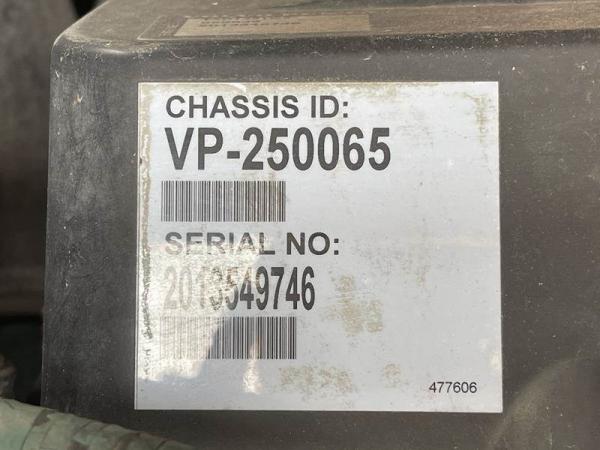 CHASSIS ID:
VP-250065
SERIAL NO:
2013549746
477606